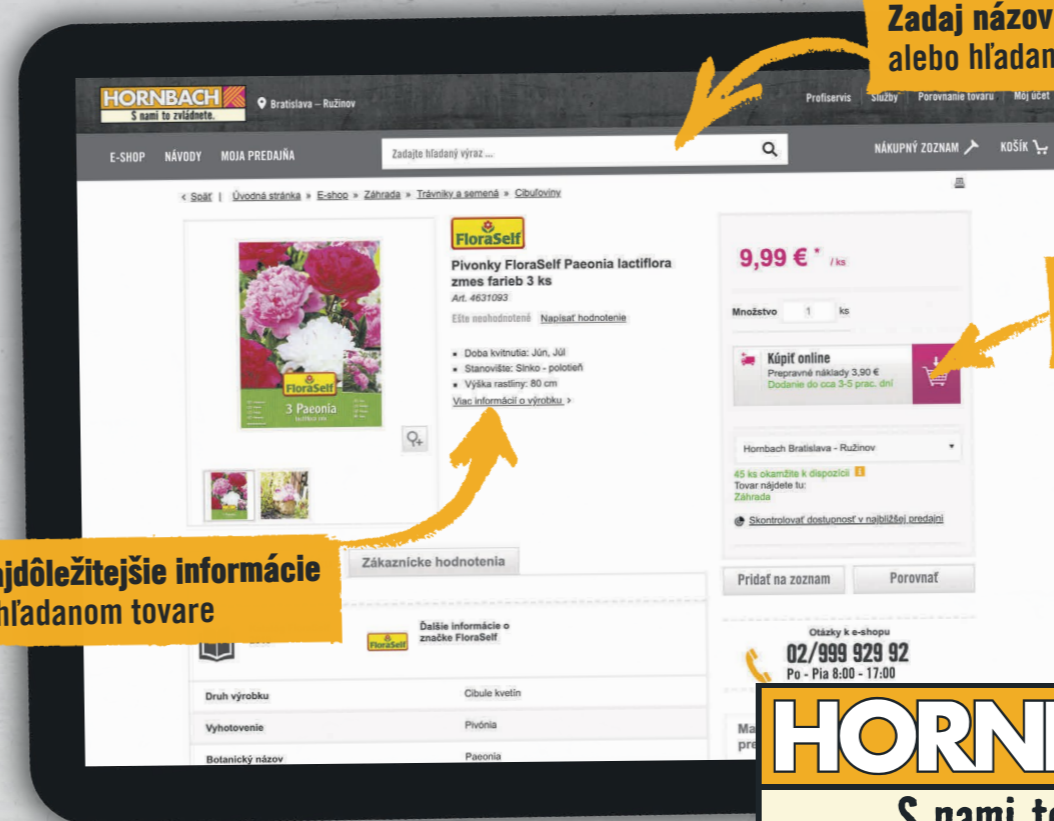 Zadaj názov
alebo hľadan
HORNBACH
S nami to zvládnete.
Bratislava – Ružinov
Profiservis Služby Porovnanie tovaru Môj účet
E-SHOP NÁVODY MOJA PREDAJŇA
Zadajte hľadaný výraz ...
NÁKUPNÝ ZOZNAM KOŠÍK
< Späť | Úvodná stránka » E-shop » Záhrada » Trávniky a semená » Cibuľoviny
FloraSelf
Pivonky FloraSelf Paeonia lactiflora
zmes farieb 3 ks
Art. 4631093
Ešte neohodnotené Napísať hodnotenie
Doba kvitnutia: Jún, Júl
Stanovište: Slnko - polotieň
Výška rastliny: 80 cm
Viac informácií o výrobku >
FloraSelf
3 Paeonia
9,99 € * / ks
Množstvo 1 ks
Kúpiť online
Prepravné náklady 3,90 €
Dodanie do cca 3-5 prac. dní
Hornbach Bratislava - Ružinov
45 ks okamžite k dispozícii
Tovar nájdete tu:
Záhrada
Skontrolovať dostupnosť v najbližšej predajni
Pridať na zoznam Porovnať
ajdôležitejšie informácie
hľadanom tovare
Zákaznícke hodnotenia
FloraSelf
Ďalšie informácie o
značke FloraSelf
Druh výrobku Cibule kvetín
Vyhotovenie Pivónia
Botanický názov Paeonia
Otázky k e-shopu
02/999 929 92
Po - Pia 8:00 - 17:00
Ma
pre
HORN
S nami to